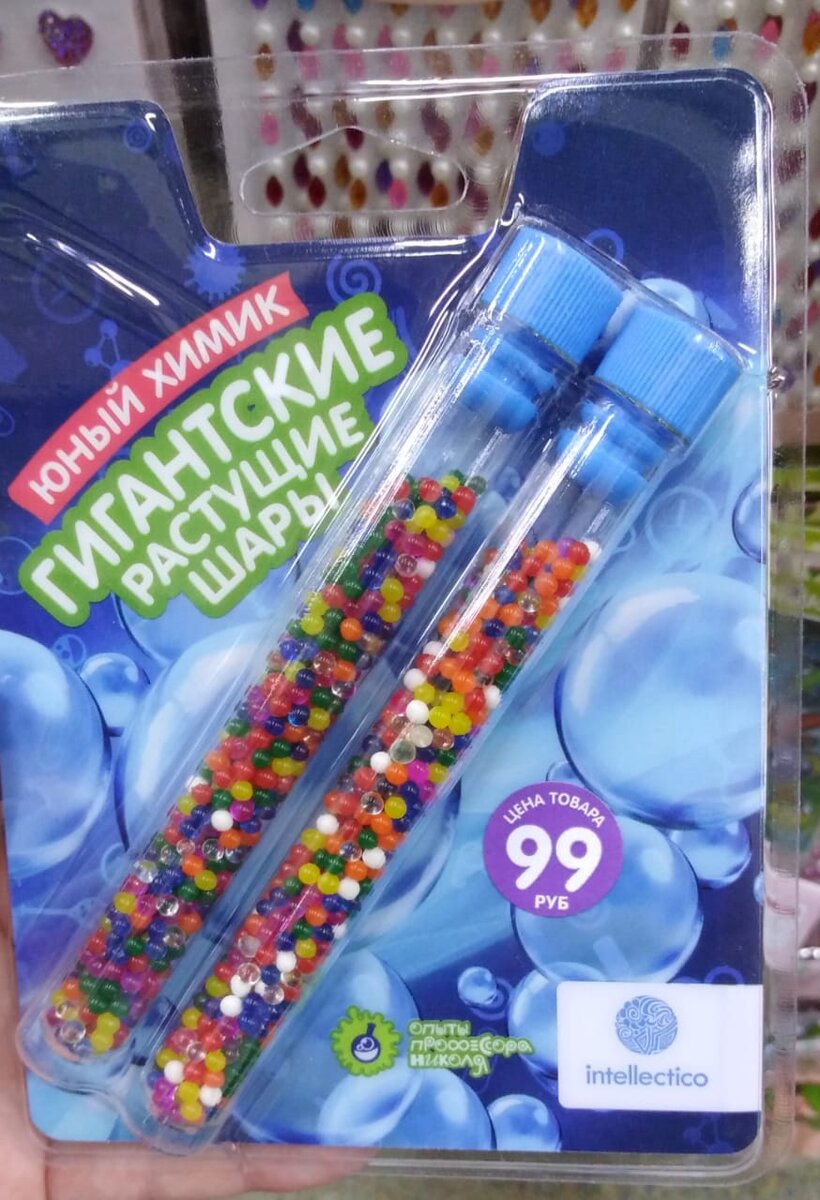 ЮНЫЙ ХИМИК
ГИГАНТСКИЕ
РАСТУЩИЕ
ШАРЫ
ЦЕНА ТОВАРА
99
РУБ
ОПЫТЫ
ПРОФЕССОРА
НИКОЛЯ
intellectico